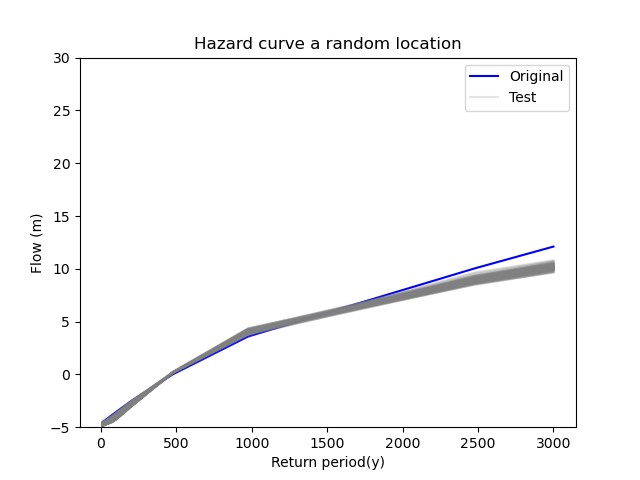 Hazard curve a random location
Original
Test
30
25
20
15
10
5
0
−5
Flow (m)
0 500 1000 1500 2000 2500 3000
Return period(y)